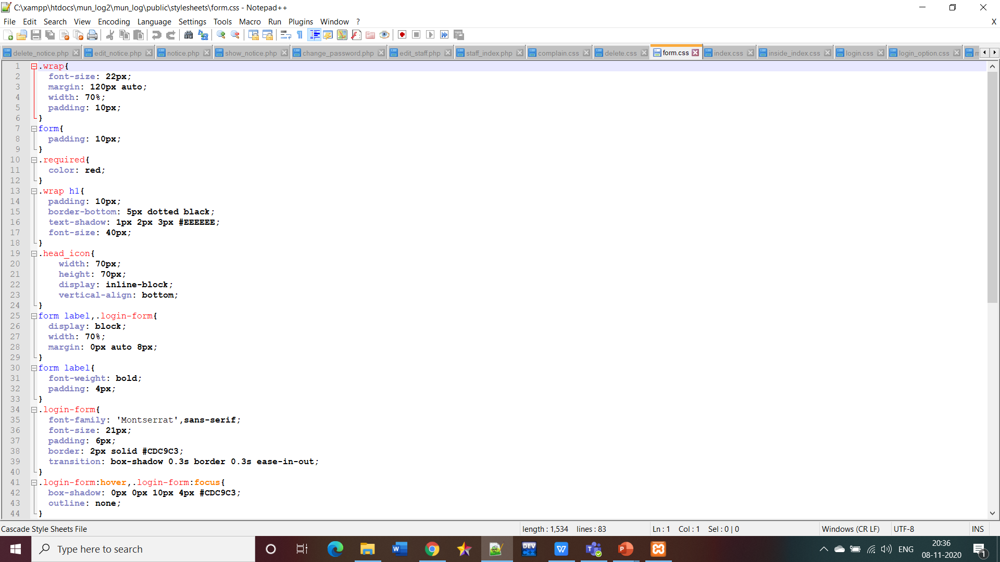 C:\xampp\htdocs\mun_log2\mun_log\public\stylesheets\form.css - Notepad++
File Edit Search View Encoding Language Settings Tools Macro Run Plugins Window ? X
delete_notice.php edit_notice.php notice.php show_notice.php change_password.php edit_staff.php staff_index.php complain.css delete.css form.css index.css inside_index.css login.css login_option.css
1 .wrap{
2 font-size: 22px;
3 margin: 120px auto;
4 width: 70%;
5 padding: 10px;
6 }
7 form{
8 padding: 10px;
9 }
10 .required{
11 color: red;
12 }
13 .wrap h1{
14 padding: 10px;
15 border-bottom: 5px dotted black;
16 text-shadow: 1px 2px 3px #EEEEEE;
17 font-size: 40px;
18 }
19 .head_icon{
20 width: 70px;
21 height: 70px;
22 display: inline-block;
23 vertical-align: bottom;
24 }
25 form label,.login-form{
26 display: block;
27 width: 70%;
28 margin: 0px auto 8px;
29 }
30 form label{
31 font-weight: bold;
32 padding: 4px;
33 }
34 .login-form{
35 font-family: 'Montserrat',sans-serif;
36 font-size: 21px;
37 padding: 6px;
38 border: 2px solid #CDC9C3;
39 transition: box-shadow 0.3s border 0.3s ease-in-out;
40 }
41 .login-form:hover,.login-form:focus{
42 box-shadow: 0px 0px 10px 4px #CDC9C3;
43 outline: none;
44 }
Cascade Style Sheets File length : 1,534 lines : 83 Ln : 1 Col : 1 Sel : 0 | 0 Windows (CR LF) UTF-8 INS
Type here to search DEV C++ ENG 20:36
08-11-2020 1